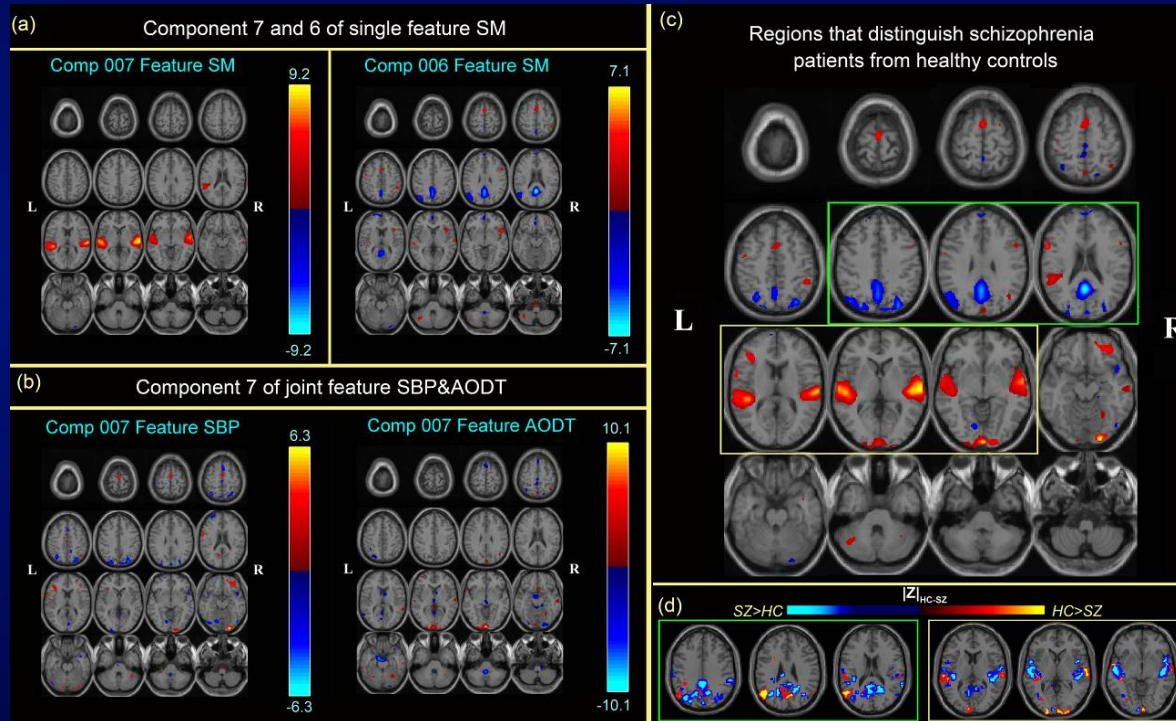 (a)
Component 7 and 6 of single feature SM
Comp 007 Feature SM
9.2
-9.2
Comp 006 Feature SM
7.1
-7.1
L
R
(b)
Component 7 of joint feature SBP&AODT
Comp 007 Feature SBP
6.3
-6.3
Comp 007 Feature AODT
10.1
-10.1
L
R
(c)
Regions that distinguish schizophrenia
patients from healthy controls
L
R
(d)
|Z|HC-SZ
SZ>HC
HC>SZ